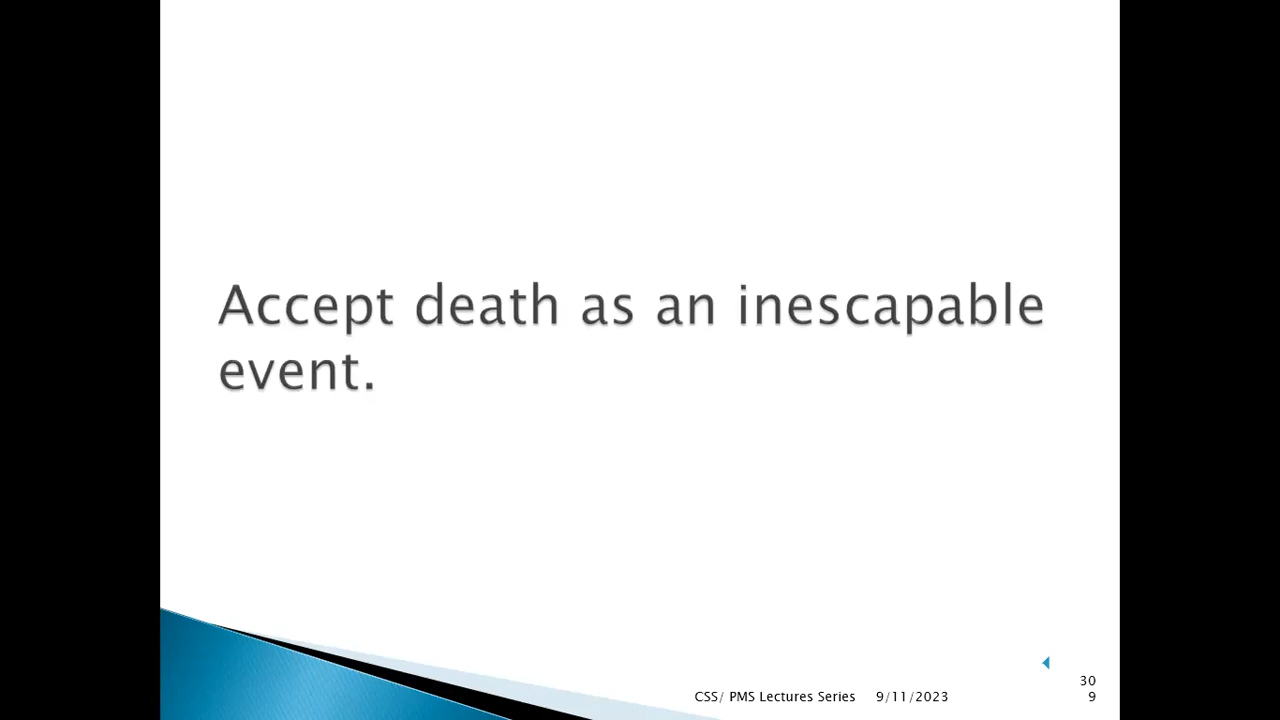 Accept death as an inescapable
event.
CSS/ PMS Lectures Series 9/11/2023
30
9